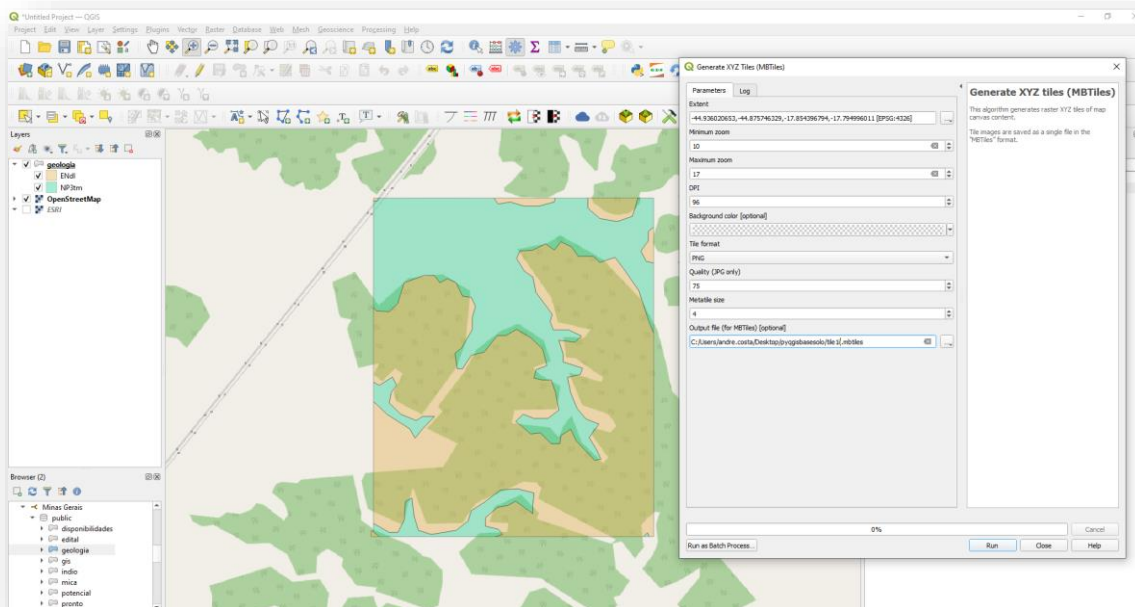 *Untitled Project — QGIS
Project Edit View Layer Settings Plugins Vector Raster Database Web Mesh Geoscience Processing Help
Layers
geologia
ENdl
NP3tm
OpenStreetMap
ESRI
Browser (2)
Minas Gerais
public
disponibilidades
edital
geologia
gis
indio
mica
potencial
pronto
Generate XYZ Tiles (MBTiles)
Parameters Log
Extent
-44.936020653,-44.875746329,-17.854396794,-17.794996011 [EPSG:4326]
Minimum zoom
10
Maximum zoom
17
DPI
96
Background color [optional]
Tile format
PNG
Quality (JPG only)
75
Metatile size
4
Output file (for MBTiles) [optional]
C:/Users/andre.costa/Desktop/pyqgisbasesolo/tile1.mbtiles
0%
Cancel
Run as Batch Process...
Run Close Help
Generate XYZ tiles (MBTiles)
This algorithm generates raster XYZ tiles of map
canvas content.
Tile images are saved as a single file in the
"MBTiles" format.